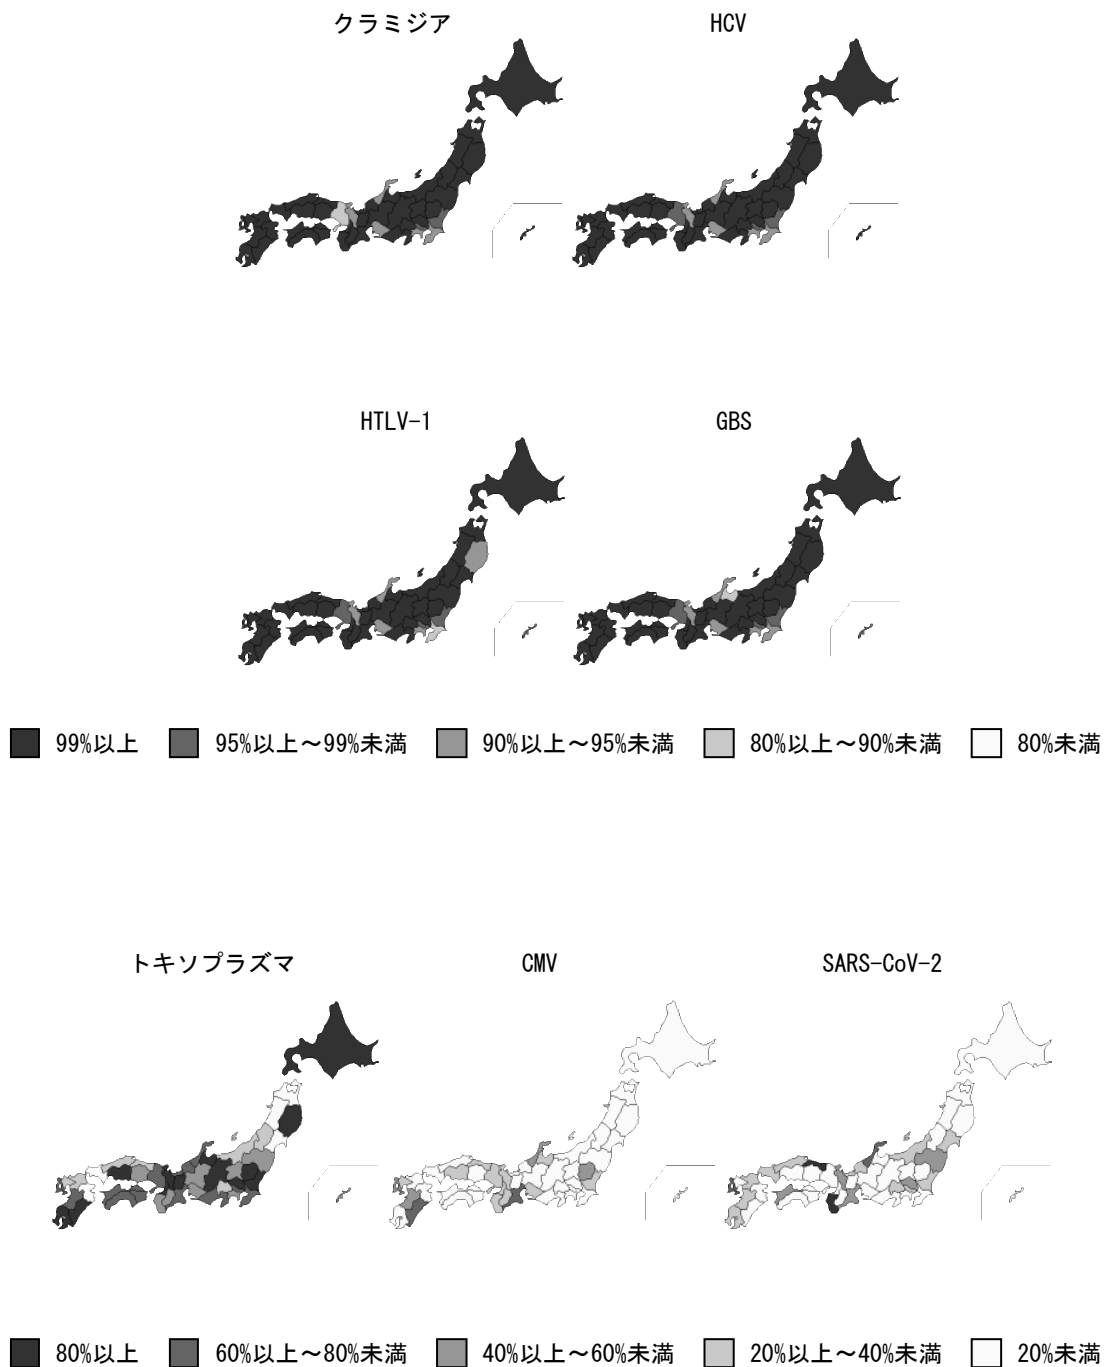 クラミジア HCV
HTLV-1 GBS
99%以上 95%以上～99%未満 90%以上～95%未満 80%以上～90%未満 80%未満
トキソプラズマ CMV SARS-CoV-2
80%以上 60%以上～80%未満 40%以上～60%未満 20%以上～40%未満 20%未満